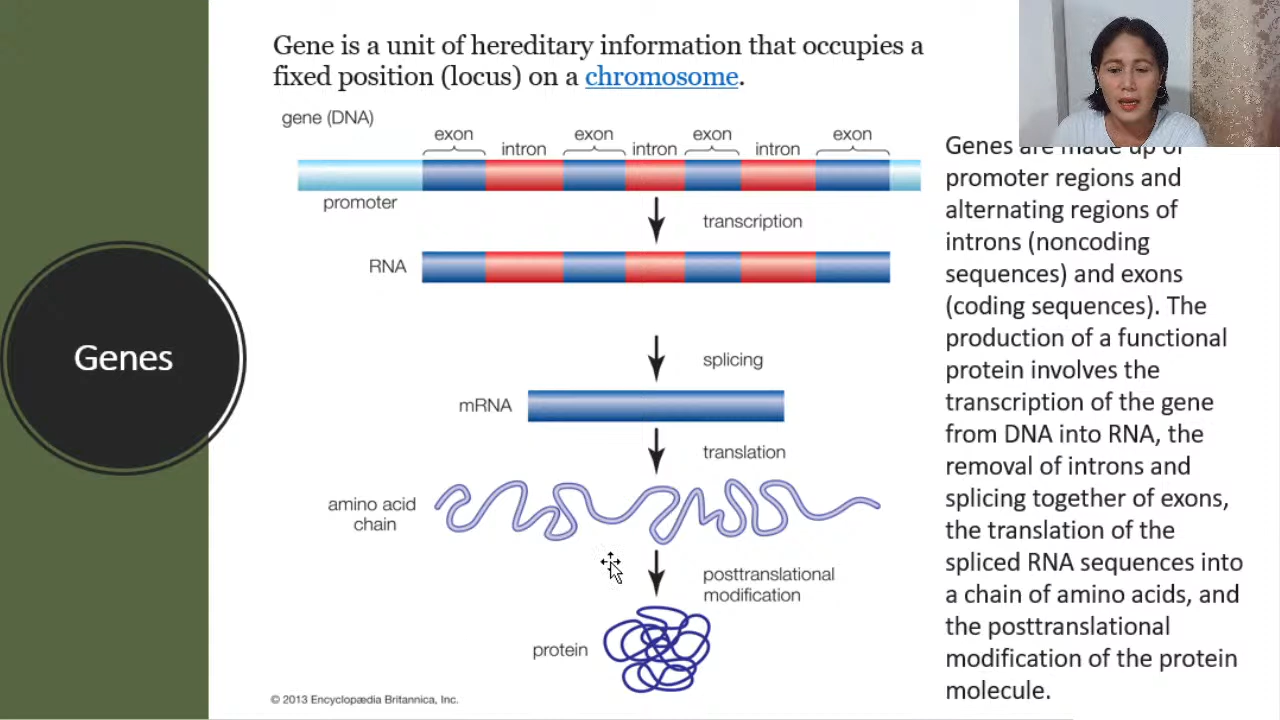 Gene is a unit of hereditary information that occupies a
fixed position (locus) on a chromosome.
gene (DNA)
exon exon exon exon
intron intron intron
promoter
transcription
RNA
splicing
mRNA
translation
amino acid
chain
posttranslational
modification
protein
© 2013 Encyclopædia Britannica, Inc.
Genes
Genes are made up of
promoter regions and
alternating regions of
introns (noncoding
sequences) and exons
(coding sequences). The
production of a functional
protein involves the
transcription of the gene
from DNA into RNA, the
removal of introns and
splicing together of exons,
the translation of the
spliced RNA sequences into
a chain of amino acids, and
the posttranslational
modification of the protein
molecule.